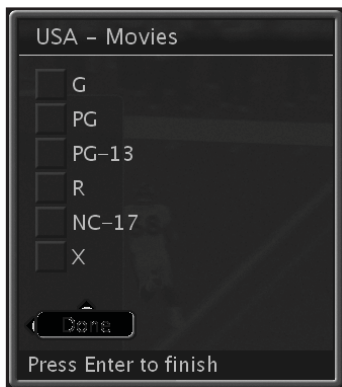 USA – Movies
G
PG
PG–13
R
NC–17
X
Done
Press Enter to finish